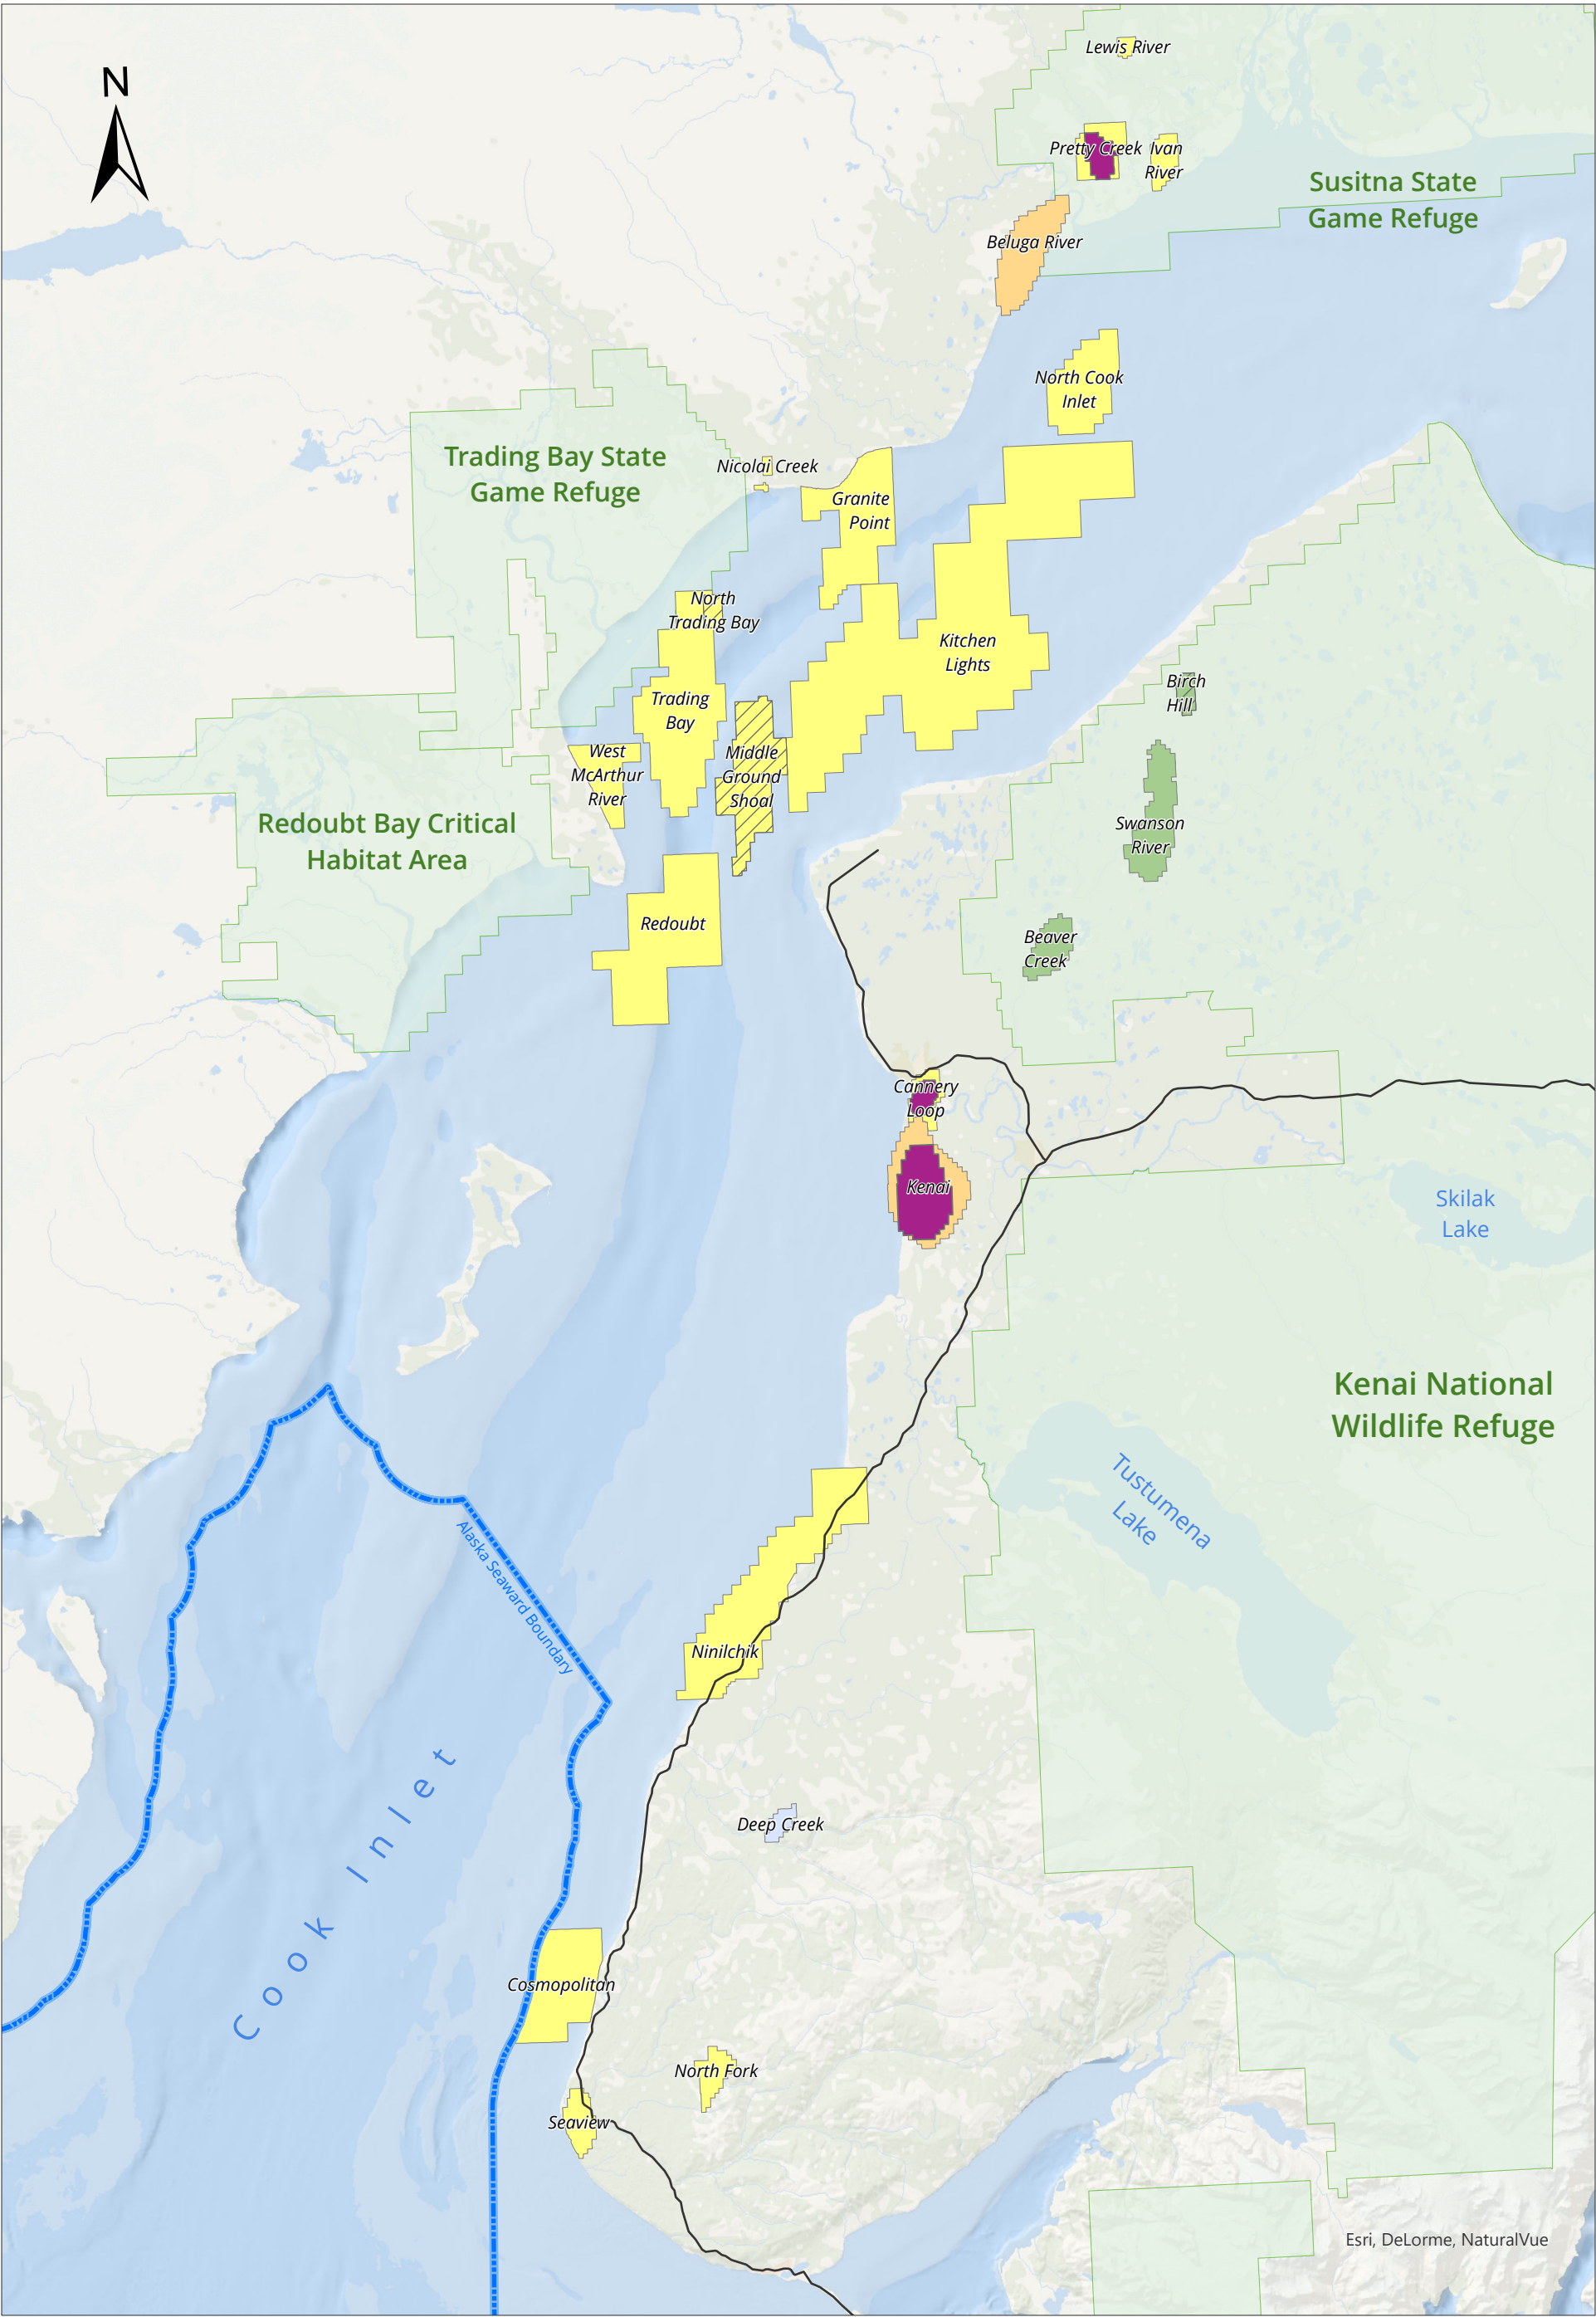 N
Lewis River
Pretty Creek
Ivan
River
Susitna State
Game Refuge
Beluga River
North Cook
Inlet
Trading Bay State
Game Refuge
Nicolai Creek
Granite
Point
North
Trading Bay
Kitchen
Lights
Birch
Hill
Trading
Bay
West
McArthur
River
Middle
Ground
Shoal
Redoubt Bay Critical
Habitat Area
Swanson
River
Redoubt
Beaver
Creek
Cannery
Loop
Kenai
Skilak
Lake
Kenai National
Wildlife Refuge
Tustumena
Lake
Alaska Seaward Boundary
Ninilchik
Cook Inlet
Deep Creek
Cosmopolitan
North Fork
Seaview
Esri, DeLorme, NaturalVue